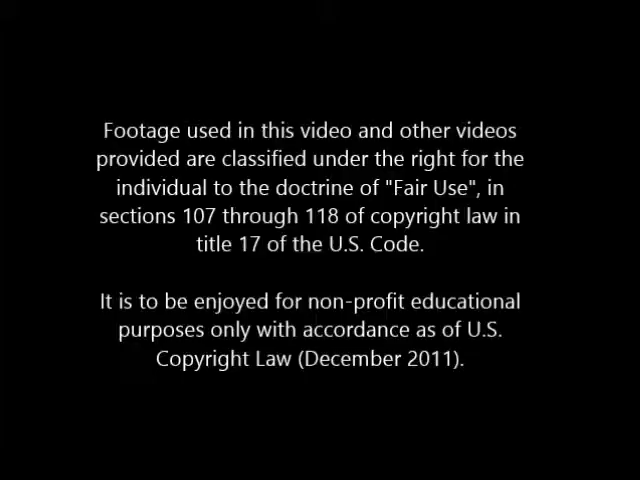 Footage used in this video and other videos
provided are classified under the right for the
individual to the doctrine of "Fair Use", in
sections 107 through 118 of copyright law in
title 17 of the U.S. Code.
It is to be enjoyed for non-profit educational
purposes only with accordance as of U.S.
Copyright Law (December 2011).